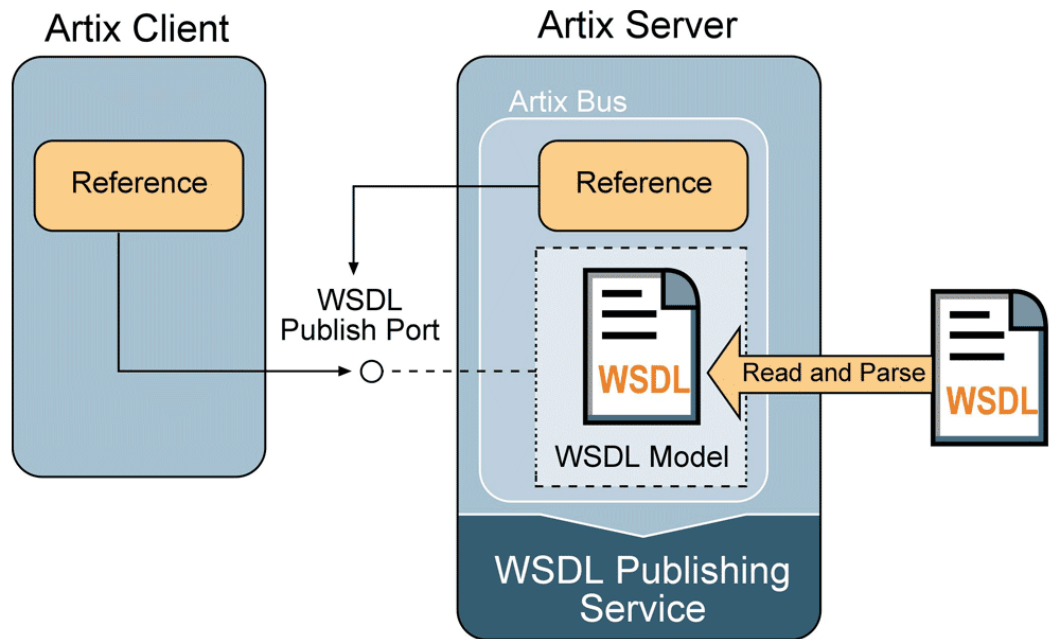 Artix Client
Artix Server
Artix Bus
Reference
Reference
WSDL
Publish Port
WSDL
Read and Parse
WSDL
WSDL Model
WSDL Publishing
Service